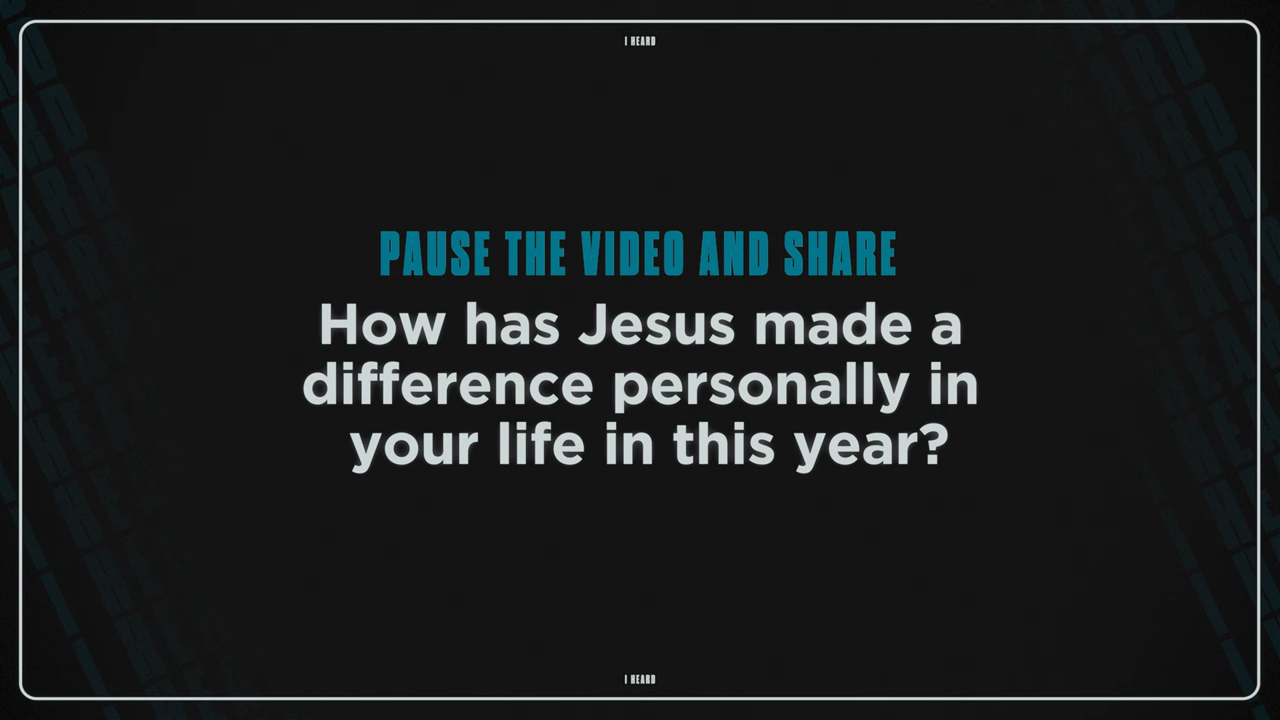 I HEARD
PAUSE THE VIDEO AND SHARE
How has Jesus made a
difference personally in
your life in this year?
I HEARD